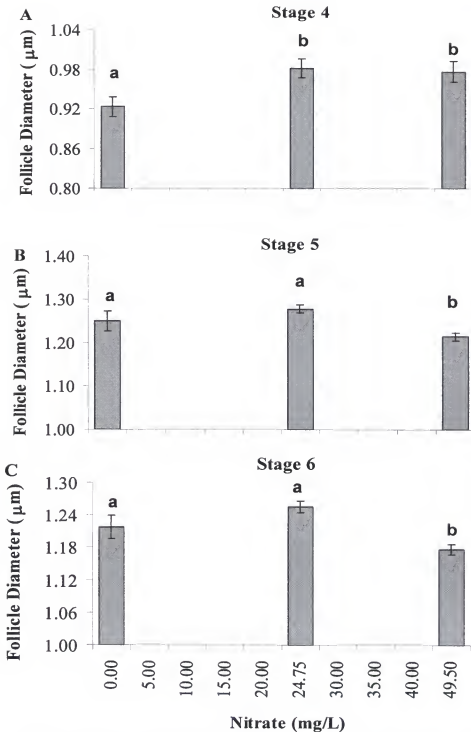 A
Stage 4
Follicle Diameter (μm)
1.04
0.98
0.92
0.86
0.80
a
b
b
B
Stage 5
Follicle Diameter (μm)
1.40
1.30
1.20
1.10
1.00
a
a
b
C
Stage 6
Follicle Diameter (μm)
1.30
1.24
1.18
1.12
1.06
1.00
a
a
b
0.00
5.00
10.00
15.00
20.00
24.75
30.00
35.00
40.00
49.50
Nitrate (mg/L)